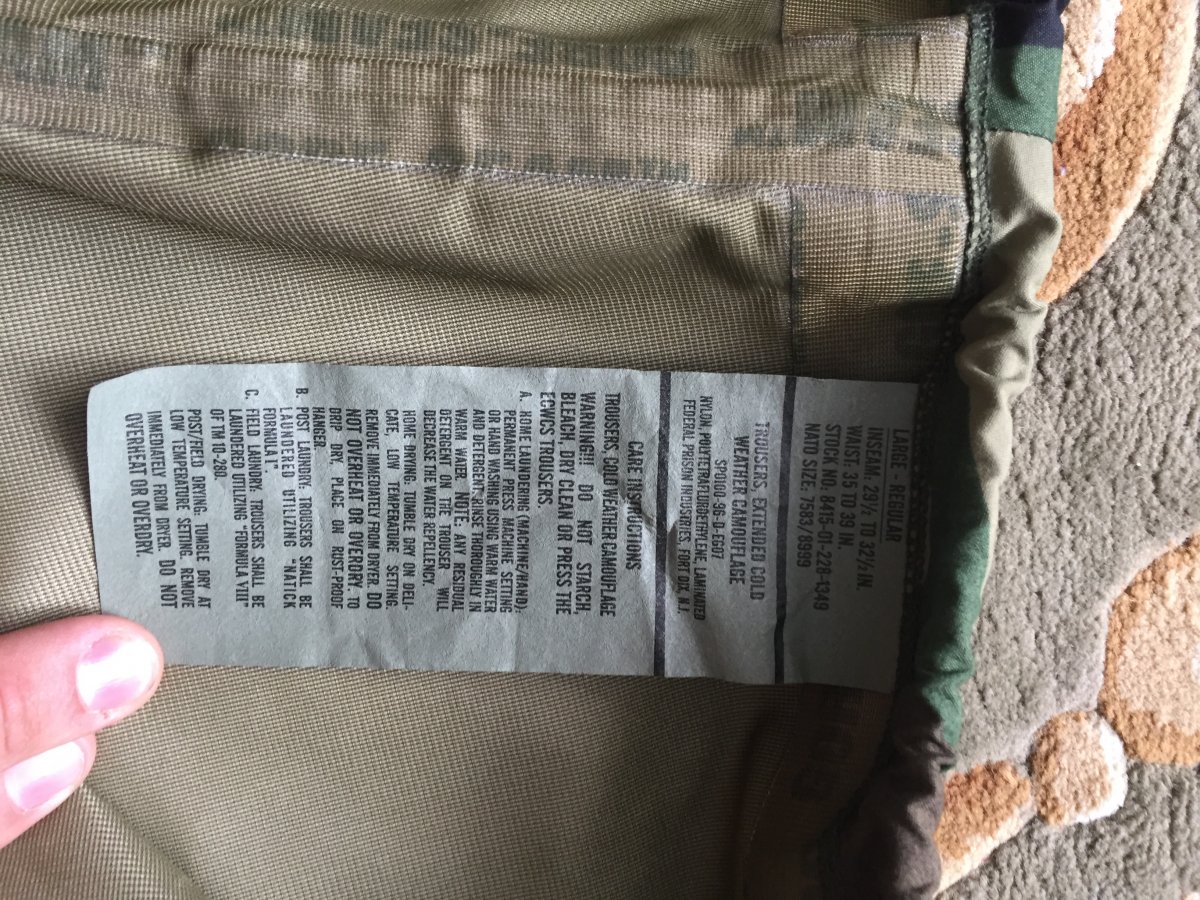 LARGE - REGULAR
INSEAM: 29½ TO 32½ IN.
WAIST: 35 TO 39 IN.
STOCK NO: 8415-01-228-1349
NATO SIZE: 7583/8999
TROUSERS, EXTENDED COLD
WEATHER CAMOUFLAGE
SPO100-96-D-EG07
NYLON POLYTETRAFLUOROETHYLENE, LAMINATED
FEDERAL PRISON INDUSTRIES, FORT DIX, N.J.
CARE INSTRUCTIONS
TROUSERS, COLD WEATHER CAMOUFLAGE
WARNING!!! DO NOT STARCH,
BLEACH, DRY CLEAN OR PRESS THE
ECWCS TROUSERS.
A. HOME LAUNDERING (MACHINE/HAND);
PERMANENT PRESS MACHINE SETTING
OR HAND WASHING USING WARM WATER
AND DETERGENT; RINSE THOROUGHLY IN
WARM WATER. NOTE: ANY RESIDUAL
DETERGENT ON THE TROUSER WILL
DECREASE THE WATER REPELLENCY.
HOME DRYING: TUMBLE DRY ON DELI-
CATE, LOW TEMPERATURE SETTING.
REMOVE IMMEDIATELY FROM DRYER. DO
NOT OVERHEAT OR OVERDRY. TO
DRIP DRY, PLACE ON RUST-PROOF
HANGER
B. POST LAUNDRY: TROUSERS SHALL BE
LAUNDERED UTILIZING "NATICK
FORMULA 1"
C. FIELD LAUNDRY: TROUSERS SHALL BE
LAUNDERED UTILIZING "FORMULA VIII"
OF TM 10-280
POST/FIELD DRYING: TUMBLE DRY AT
LOW TEMPERATURE SETTING. REMOVE
IMMEDIATELY FROM DRYER. DO NOT
OVERHEAT OR OVERDRY.